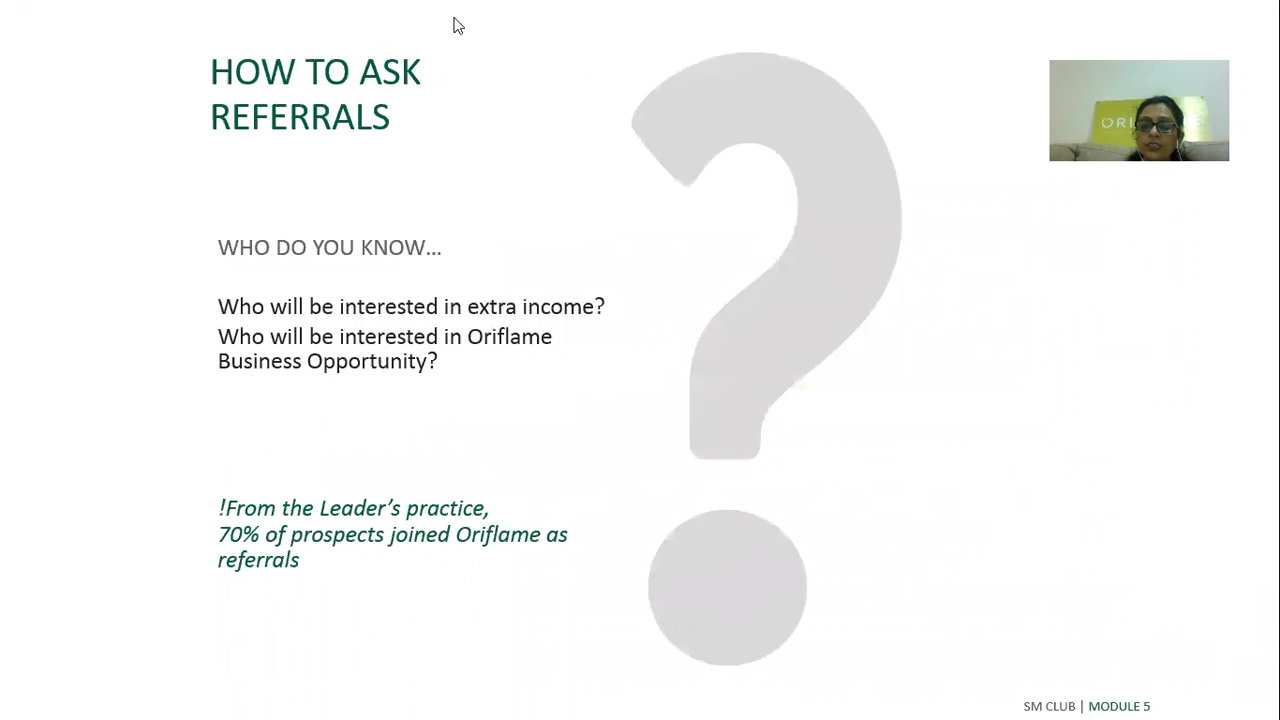 HOW TO ASK
REFERRALS
WHO DO YOU KNOW...
Who will be interested in extra income?
Who will be interested in Oriflame
Business Opportunity?
!From the Leader's practice,
70% of prospects joined Oriflame as
referrals
SM CLUB | MODULE 5